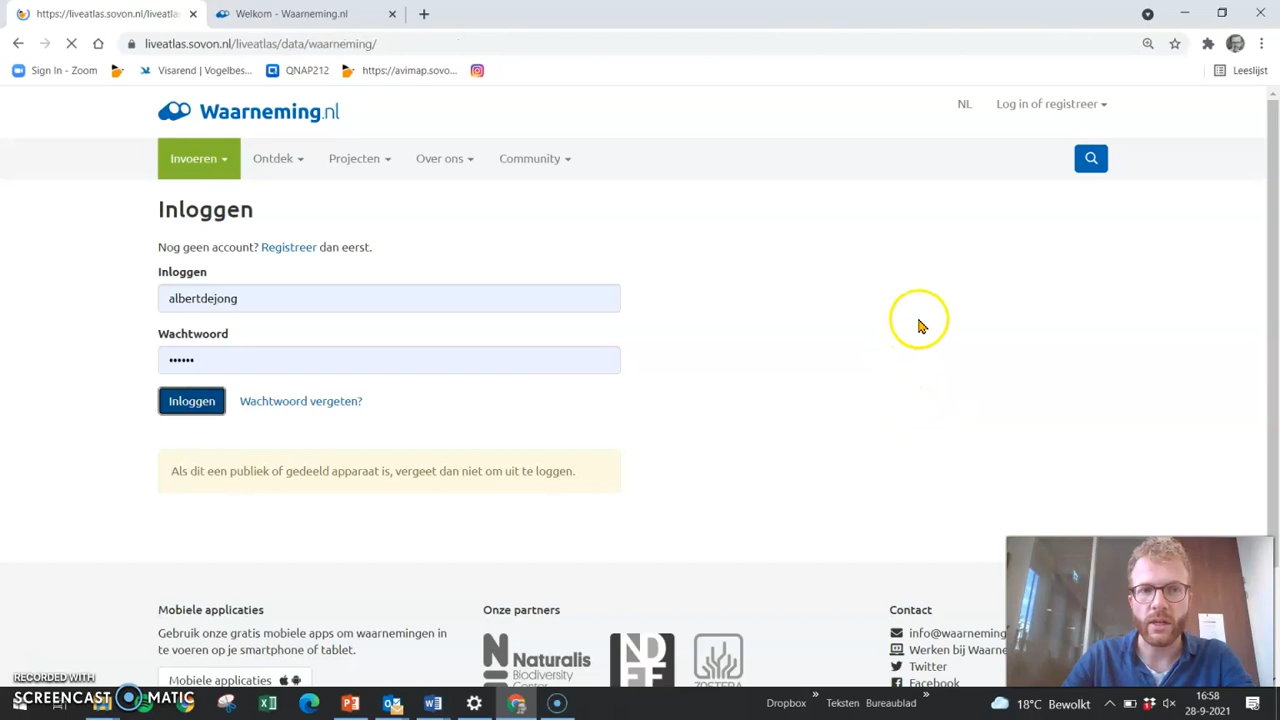 https://liveatlas.sovon.nl/liveatlas
Welkom - Waarneming.nl
liveatlas.sovon.nl/liveatlas/data/waarneming/
Sign In - Zoom
Visarend | Vogelbes...
QNAP212
https://avimap.sovo...
Leeslijst
Waarneming.nl
NL
Log in of registreer
Invoeren
Ontdek
Projecten
Over ons
Community
Inloggen
Nog geen account? Registreer dan eerst.
Inloggen
albertdejong
Wachtwoord
••••••
Inloggen
Wachtwoord vergeten?
Als dit een publiek of gedeeld apparaat is, vergeet dan niet om uit te loggen.
Mobiele applicaties
Gebruik onze gratis mobiele apps om waarnemingen in
te voeren op je smartphone of tablet.
Mobiele applicaties
Onze partners
Naturalis
Biodiversity
Center
ND
Contact
info@waarneming
Werken bij Waarne
Twitter
Facebook
RECORDED WITH
SCREENCAST MATIC
Dropbox
»
Teksten
Bureaublad
»
18°C Bewolkt
16:58
28-9-2021